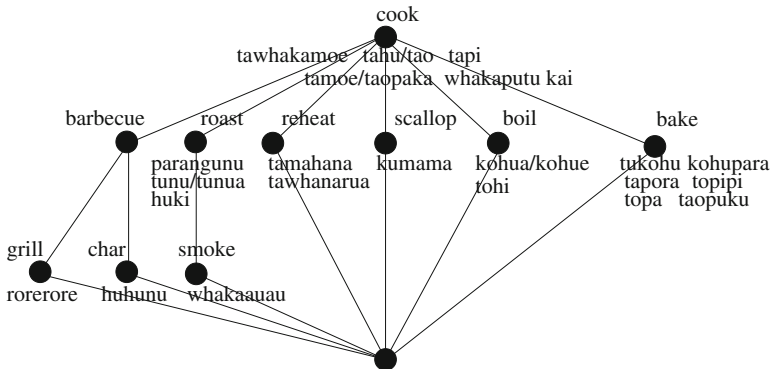 cook
tawhakamoe tahu/tao tapi
tamoe/taopaka whakaputu kai
barbecue roast reheat scallop boil bake
parangunu tamahana kumama kohua/kohue tukohu kohupara
tunu/tunua tawhanarua tohi tapora topipi
huki topa taopuku
grill char smoke
rorerore huhunu whakaauau